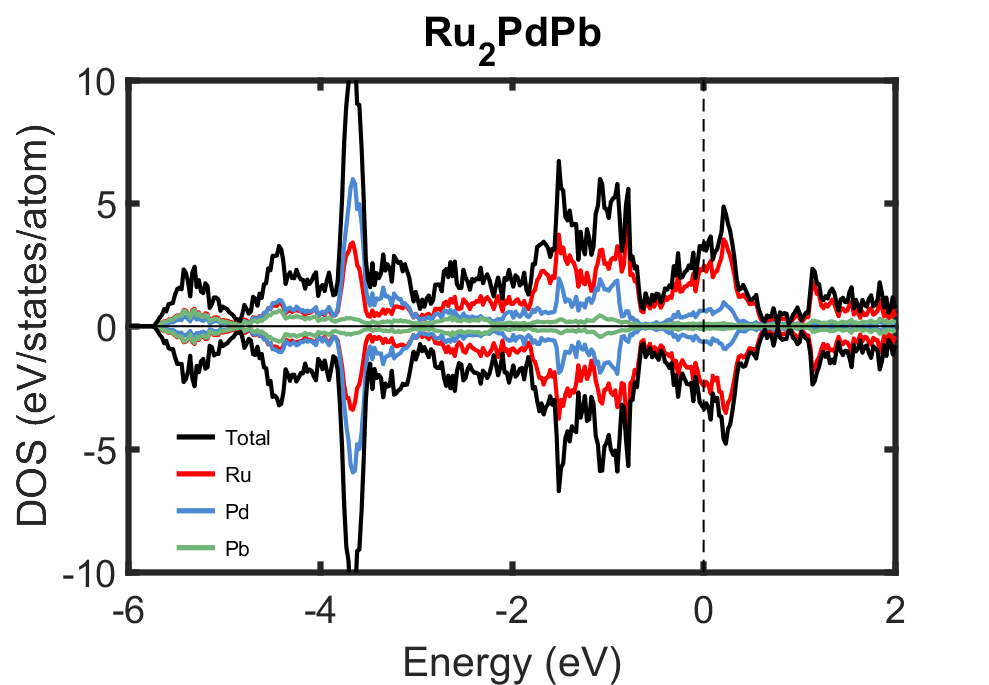 Ru2PdPb
DOS (eV/states/atom)
10
5
0
-5
-10
Total
Ru
Pd
Pb
-6 -4 -2 0 2
Energy (eV)